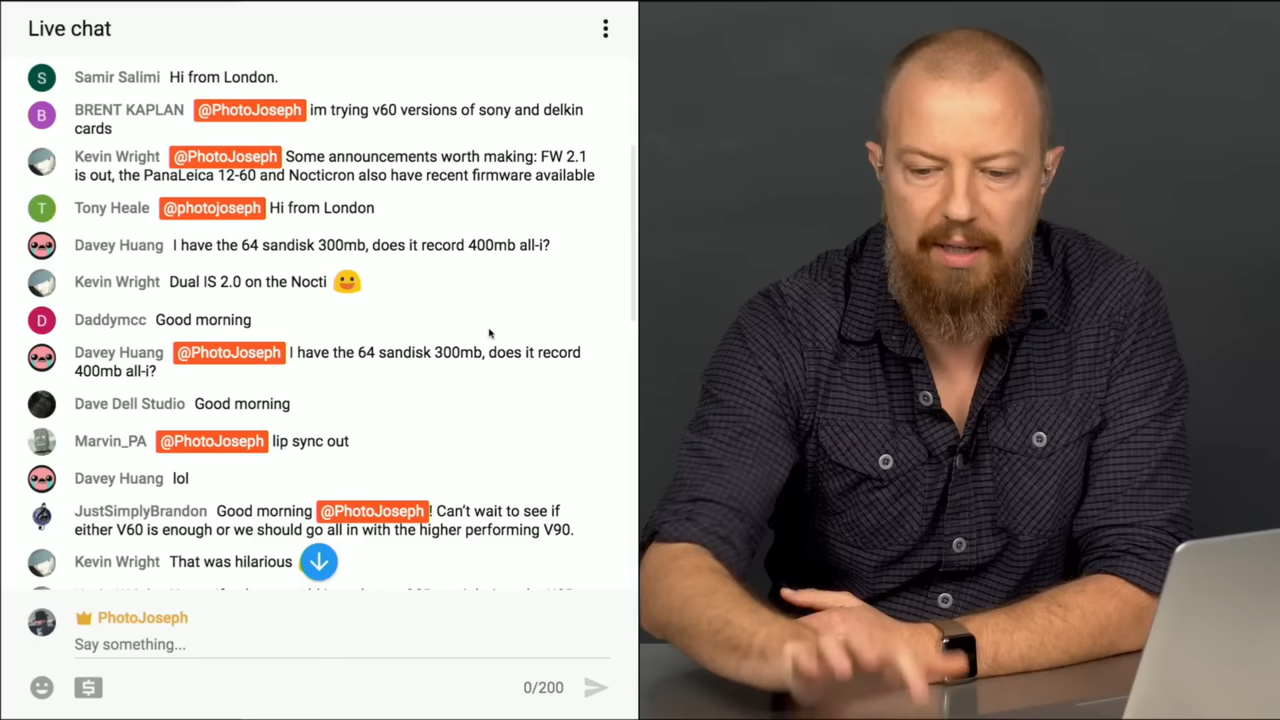 Live chat
S
Samir Salimi Hi from London.
B
BRENT KAPLAN @PhotoJoseph im trying v60 versions of sony and delkin
cards
Kevin Wright @PhotoJoseph Some announcements worth making: FW 2.1
is out, the PanaLeica 12-60 and Nocticron also have recent firmware available
T
Tony Heale @photojoseph Hi from London
Davey Huang I have the 64 sandisk 300mb, does it record 400mb all-i?
Kevin Wright Dual IS 2.0 on the Nocti
D
Daddymcc Good morning
Davey Huang @PhotoJoseph I have the 64 sandisk 300mb, does it record
400mb all-i?
Dave Dell Studio Good morning
Marvin_PA @PhotoJoseph lip sync out
Davey Huang lol
JustSimplyBrandon Good morning @PhotoJoseph! Can't wait to see if
either V60 is enough or we should go all in with the higher performing V90.
Kevin Wright That was hilarious
PhotoJoseph
Say something...
$
0/200